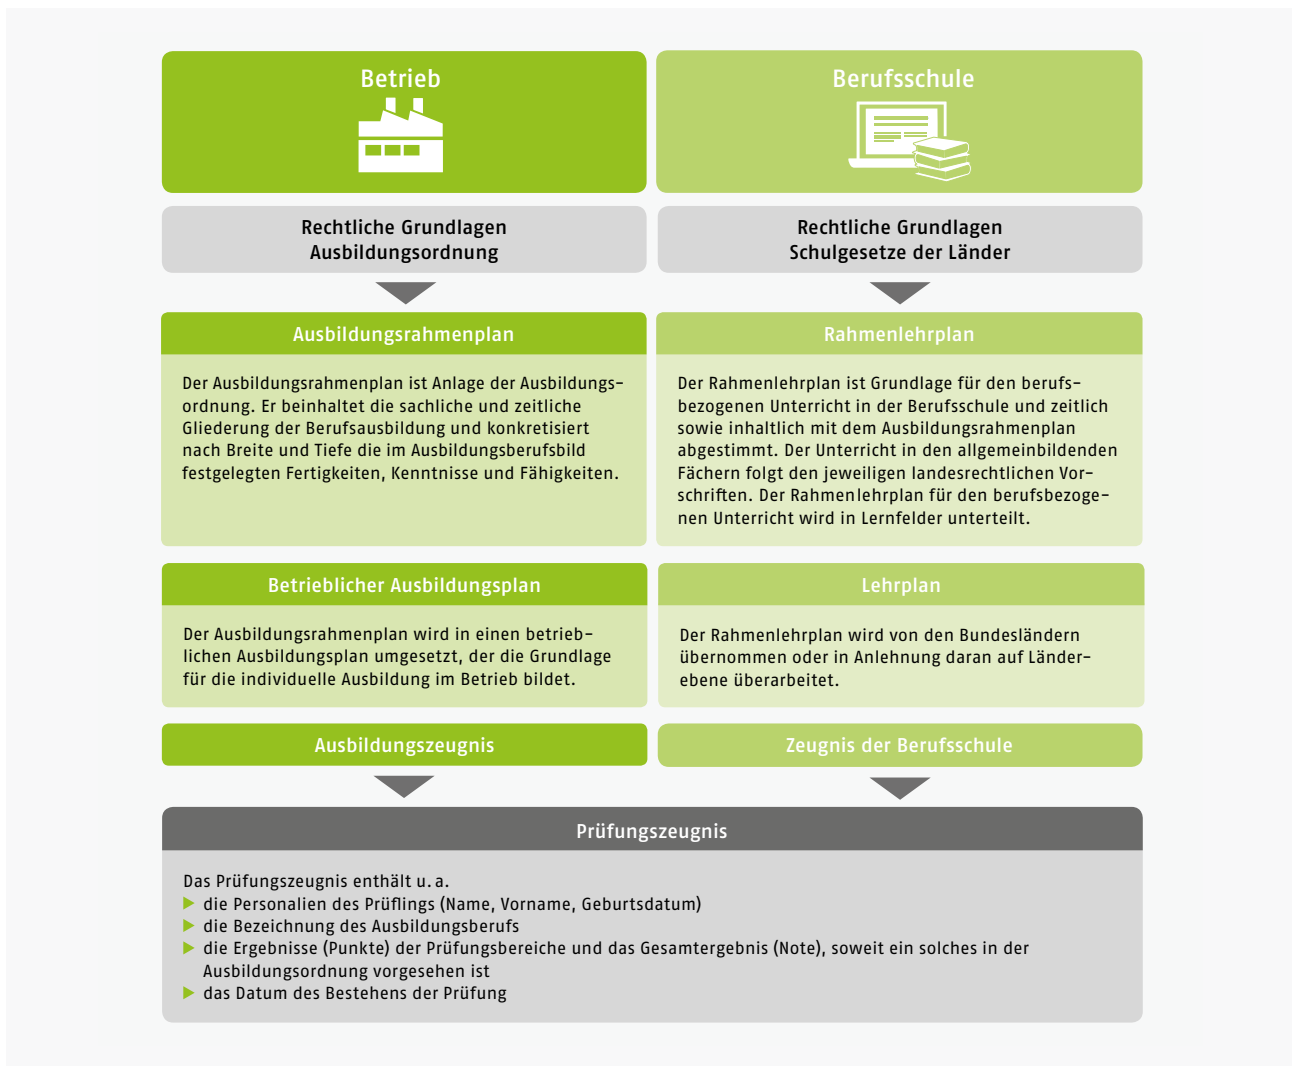 Betrieb
Berufsschule
Rechtliche Grundlagen
Ausbildungsordnung
Rechtliche Grundlagen
Schulgesetze der Länder
Ausbildungsrahmenplan
Der Ausbildungsrahmenplan ist Anlage der Ausbildungs-
ordnung. Er beinhaltet die sachliche und zeitliche
Gliederung der Berufsausbildung und konkretisiert
nach Breite und Tiefe die im Ausbildungsberufsbild
festgelegten Fertigkeiten, Kenntnisse und Fähigkeiten.
Rahmenlehrplan
Der Rahmenlehrplan ist Grundlage für den berufs-
bezogenen Unterricht in der Berufsschule und zeitlich
sowie inhaltlich mit dem Ausbildungsrahmenplan
abgestimmt. Der Unterricht in den allgemeinbildenden
Fächern folgt den jeweiligen landesrechtlichen Vor-
schriften. Der Rahmenlehrplan für den berufsbezoge-
nen Unterricht wird in Lernfelder unterteilt.
Betrieblicher Ausbildungsplan
Der Ausbildungsrahmenplan wird in einen betrieb-
lichen Ausbildungsplan umgesetzt, der die Grundlage
für die individuelle Ausbildung im Betrieb bildet.
Lehrplan
Der Rahmenlehrplan wird von den Bundesländern
übernommen oder in Anlehnung daran auf Länder-
ebene überarbeitet.
Ausbildungszeugnis
Zeugnis der Berufsschule
Prüfungszeugnis
Das Prüfungszeugnis enthält u. a.
▶ die Personalien des Prüflings (Name, Vorname, Geburtsdatum)
▶ die Bezeichnung des Ausbildungsberufs
▶ die Ergebnisse (Punkte) der Prüfungsbereiche und das Gesamtergebnis (Note), soweit ein solches in der
Ausbildungsordnung vorgesehen ist
▶ das Datum des Bestehens der Prüfung